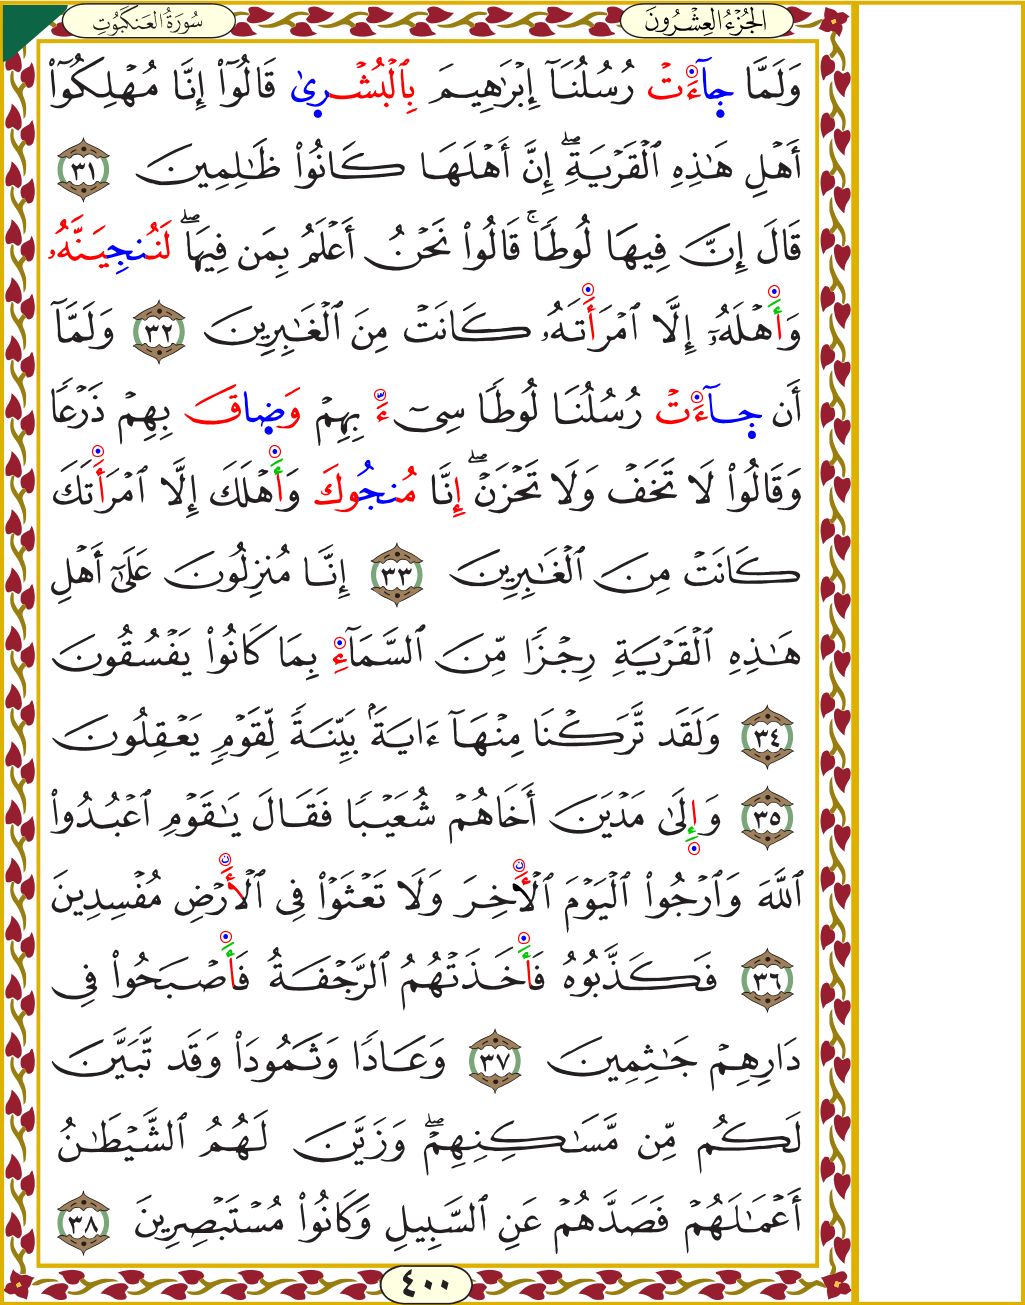 الجُزْءُ العِشْرُونَ
سُورَةُ العَنكَبُوتِ
وَلَمَّا جَآءَتْ رُسُلُنَآ إِبْرَٰهِيمَ بِٱلْبُشْرِىٰ قَالُوٓاْ إِنَّا مُهْلِكُوٓاْ
أَهْلِ هَٰذِهِ ٱلْقَرْيَةِۖ إِنَّ أَهْلَهَا كَانُواْ ظَٰلِمِينَ ٣١
قَالَ إِنَّ فِيهَا لُوطًاۚ قَالُواْ نَحْنُ أَعْلَمُ بِمَن فِيهَاۖ لَنُنجِيَنَّهُۥ
وَأَهْلَهُۥٓ إِلَّا ٱمْرَأَتَهُۥ كَانَتْ مِنَ ٱلْغَٰبِرِينَ ٣٢ وَلَمَّآ
أَن جَآءَتْ رُسُلُنَا لُوطًا سِىٓءَ بِهِمْ وَضَاقَ بِهِمْ ذَرْعًا
وَقَالُواْ لَا تَخَفْ وَلَا تَحْزَنْۖ إِنَّا مُنجُوكَ وَأَهْلَكَ إِلَّا ٱمْرَأَتَكَ
كَانَتْ مِنَ ٱلْغَٰبِرِينَ ٣٣ إِنَّا مُنزِلُونَ عَلَىٰٓ أَهْلِ
هَٰذِهِ ٱلْقَرْيَةِ رِجْزًا مِّنَ ٱلسَّمَآءِ بِمَا كَانُواْ يَفْسُقُونَ
٣٤ وَلَقَد تَّرَكْنَا مِنْهَآ ءَايَةَۢ بَيِّنَةً لِّقَوْمٍ يَعْقِلُونَ
٣٥ وَإِلَىٰ مَدْيَنَ أَخَاهُمْ شُعَيْبًا فَقَالَ يَٰقَوْمِ ٱعْبُدُواْ
ٱللَّهَ وَٱرْجُواْ ٱلْيَوْمَ ٱلْأَخِرَ وَلَا تَعْثَوْاْ فِى ٱلْأَرْضِ مُفْسِدِينَ
٣٦ فَكَذَّبُوهُ فَأَخَذَتْهُمُ ٱلرَّجْفَةُ فَأَصْبَحُواْ فِى
دَارِهِمْ جَٰثِمِينَ ٣٧ وَعَادًا وَثَمُودَاْ وَقَد تَّبَيَّنَ
لَكُم مِّن مَّسَٰكِنِهِمْۖ وَزَيَّنَ لَهُمُ ٱلشَّيْطَٰنُ
أَعْمَٰلَهُمْ فَصَدَّهُمْ عَنِ ٱلسَّبِيلِ وَكَانُواْ مُسْتَبْصِرِينَ ٣٨
٤٠٠